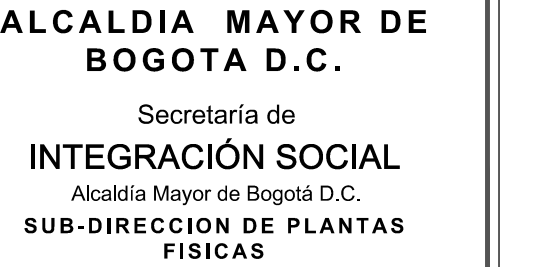 ALCALDIA MAYOR DE
BOGOTA D.C.
Secretaría de
INTEGRACIÓN SOCIAL
Alcaldía Mayor de Bogotá D.C.
SUB-DIRECCION DE PLANTAS
FISICAS